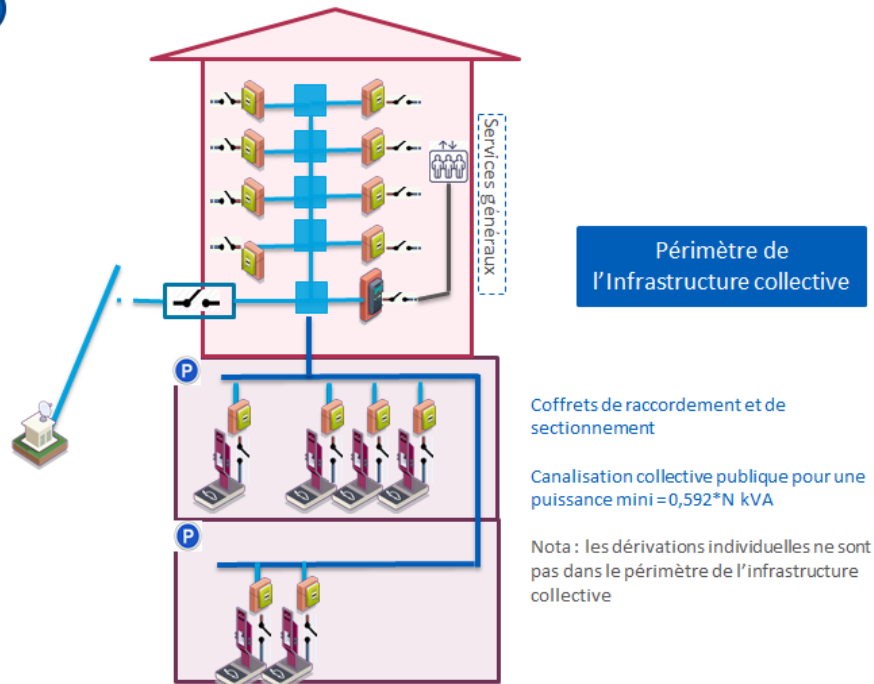 Services généraux
Périmètre de
l'Infrastructure collective
P
Coffrets de raccordement et de
sectionnement
Canalisation collective publique pour une
puissance mini = 0,592*N kVA
P
Nota : les dérivations individuelles ne sont
pas dans le périmètre de l'infrastructure
collective